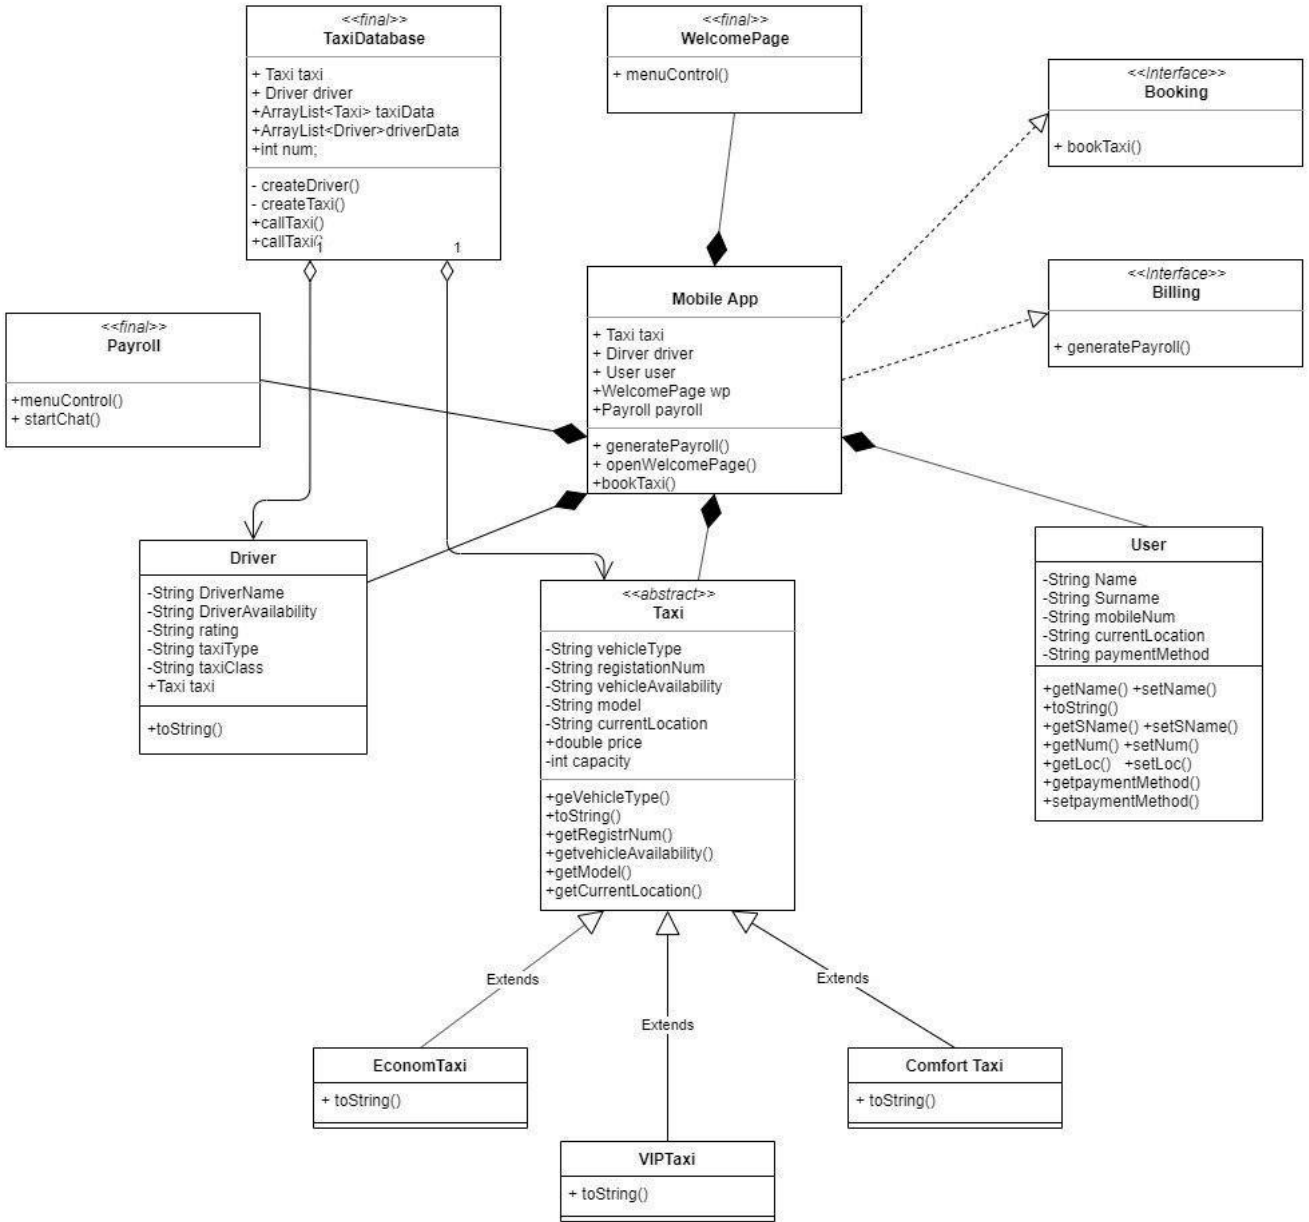 <<final>>
TaxiDatabase
+ Taxi taxi
+ Driver driver
+ArrayList<Taxi> taxiData
+ArrayList<Driver>driverData
+int num;
- createDriver()
- createTaxi()
+callTaxi()
+callTaxi()
1
1
<<final>>
WelcomePage
+ menuControl()
<<Interface>>
Booking
+ bookTaxi()
<<Interface>>
Billing
+ generatePayroll()
<<final>>
Payroll
+menuControl()
+ startChat()
Mobile App
+ Taxi taxi
+ Dirver driver
+ User user
+WelcomePage wp
+Payroll payroll
+ generatePayroll()
+ openWelcomePage()
+bookTaxi()
Driver
-String DriverName
-String DriverAvailability
-String rating
-String taxiType
-String taxiClass
+Taxi taxi
+toString()
<<abstract>>
Taxi
-String vehicleType
-String registationNum
-String vehicleAvailability
-String model
-String currentLocation
+double price
-int capacity
+geVehicleType()
+toString()
+getRegistrNum()
+getvehicleAvailability()
+getModel()
+getCurrentLocation()
User
-String Name
-String Surname
-String mobileNum
-String currentLocation
-String paymentMethod
+getName() +setName()
+toString()
+getSName() +setSName()
+getNum() +setNum()
+getLoc() +setLoc()
+getpaymentMethod()
+setpaymentMethod()
Extends
Extends
Extends
EconomTaxi
+ toString()
VIPTaxi
+ toString()
Comfort Taxi
+ toString()